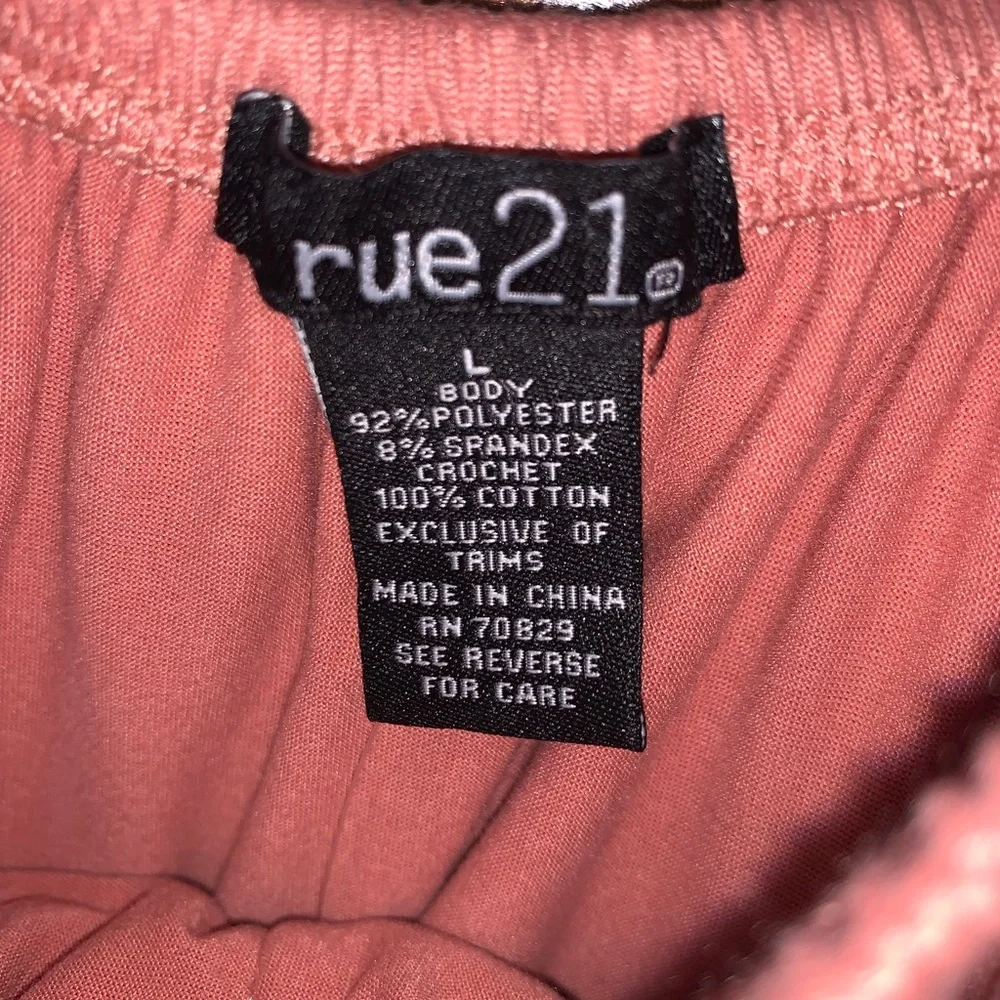 rue21
L
BODY
92%POLYESTER
8% SPANDEX
CROCHET
100% COTTON
EXCLUSIVE OF
TRIMS
MADE IN CHINA
RN 70829
SEE REVERSE
FOR CARE